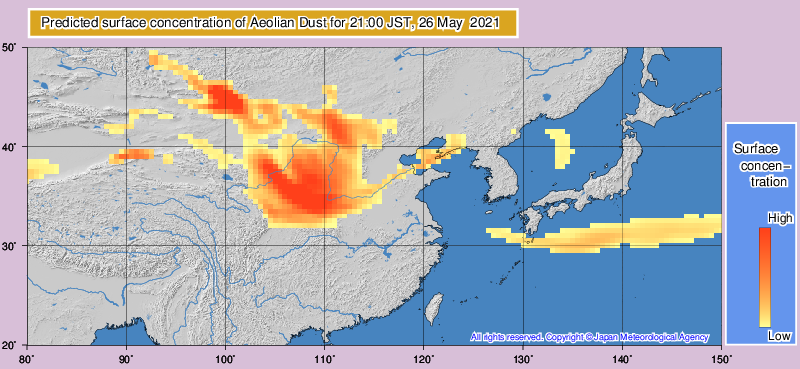 Predicted surface concentration of Aeolian Dust for 21:00 JST, 26 May 2021
50˚
40˚
30˚
20˚
80˚ 90˚ 100˚ 110˚ 120˚ 130˚ 140˚ 150˚
Surface
concen–
tration
High
Low
All rights reserved. Copyright © Japan Meteorological Agency